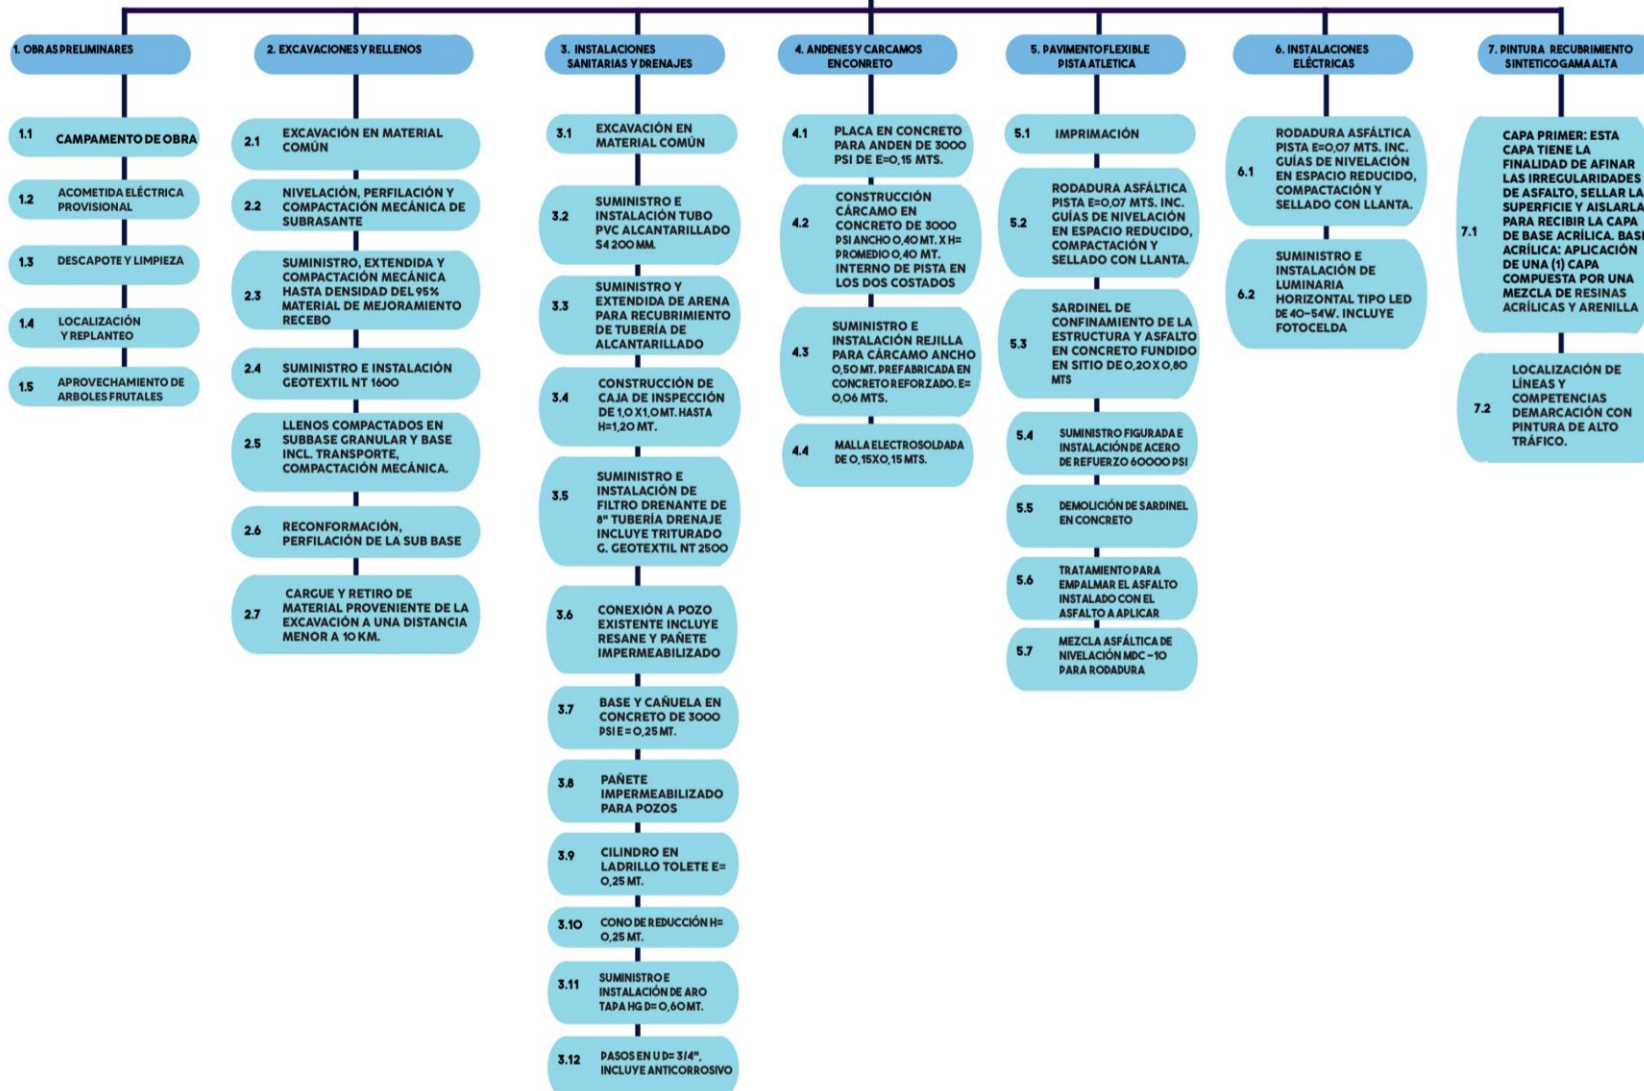 1. OBRAS PRELIMINARES
1.1 CAMPAMENTO DE OBRA
1.2 ACOMETIDA ELÉCTRICA
PROVISIONAL
1.3 DESCAPOTE Y LIMPIEZA
1.4 LOCALIZACIÓN
Y REPLANTEO
1.5 APROVECHAMIENTO DE
ARBOLES FRUTALES
2. EXCAVACIONES Y RELLENOS
2.1 EXCAVACIÓN EN MATERIAL
COMÚN
2.2 NIVELACIÓN, PERFILACIÓN Y
COMPACTACIÓN MECÁNICA DE
SUBRASANTE
2.3 SUMINISTRO, EXTENDIDA Y
COMPACTACIÓN MECÁNICA
HASTA DENSIDAD DEL 95%
MATERIAL DE MEJORAMIENTO
RECEBO
2.4 SUMINISTRO E INSTALACIÓN
GEOTEXTIL NT 1600
2.5 LLENOS COMPACTADOS EN
SUBBASE GRANULAR Y BASE
INCL. TRANSPORTE,
COMPACTACIÓN MECÁNICA.
2.6 RECONFORMACIÓN,
PERFILACIÓN DE LA SUB BASE
2.7 CARGUE Y RETIRO DE
MATERIAL PROVENIENTE DE LA
EXCAVACIÓN A UNA DISTANCIA
MENOR A 10 KM.
3. INSTALACIONES
SANITARIAS Y DRENAJES
3.1 EXCAVACIÓN EN
MATERIAL COMÚN
3.2 SUMINISTRO E
INSTALACIÓN TUBO
PVC ALCANTARILLADO
S4 200 MM.
3.3 SUMINISTRO Y
EXTENDIDA DE ARENA
PARA RECUBRIMIENTO
DE TUBERÍA DE
ALCANTARILLADO
3.4 CONSTRUCCIÓN DE
CAJA DE INSPECCIÓN
DE 1,0 X1,0 MT. HASTA
H=1,20 MT.
3.5 SUMINISTRO E
INSTALACIÓN DE
FILTRO DRENANTE DE
8" TUBERÍA DRENAJE
INCLUYE TRITURADO
G. GEOTEXTIL NT 2500
3.6 CONEXIÓN A POZO
EXISTENTE INCLUYE
RESANE Y PAÑETE
IMPERMEABILIZADO
3.7 BASE Y CAÑUELA EN
CONCRETO DE 3000
PSI E = 0,25 MT.
3.8 PAÑETE
IMPERMEABILIZADO
PARA POZOS
3.9 CILINDRO EN
LADRILLO TOLETE E=
0,25 MT.
3.10 CONO DE REDUCCIÓN H=
0,25 MT.
3.11 SUMINISTRO E
INSTALACIÓN DE ARO
TAPA HG D= 0,60 MT.
3.12 PASOS EN U D= 3/4",
INCLUYE ANTICORROSIVO
4. ANDENES Y CARCAMOS
EN CONRETO
4.1 PLACA EN CONCRETO
PARA ANDEN DE 3000
PSI DE E=0,15 MTS.
4.2 CONSTRUCCIÓN
CÁRCAMO EN
CONCRETO DE 3000
PSI ANCHO 0,40 MT. X H=
PROMEDIO 0,40 MT.
INTERNO DE PISTA EN
LOS DOS COSTADOS
4.3 SUMINISTRO E
INSTALACIÓN REJILLA
PARA CÁRCAMO ANCHO
0,50 MT. PREFABRICADA EN
CONCRETO REFORZADO. E=
0,06 MTS.
4.4 MALLA ELECTROSOLDADA
DE 0,15X0,15 MTS.
5. PAVIMENTO FLEXIBLE
PISTA ATLETICA
5.1 IMPRIMACIÓN
5.2 RODADURA ASFÁLTICA
PISTA E=0,07 MTS. INC.
GUÍAS DE NIVELACIÓN
EN ESPACIO REDUCIDO,
COMPACTACIÓN Y
SELLADO CON LLANTA.
5.3 SARDINEL DE
CONFINAMIENTO DE LA
ESTRUCTURA Y ASFALTO
EN CONCRETO FUNDIDO
EN SITIO DE 0,20 X 0,80
MTS
5.4 SUMINISTRO FIGURADA E
INSTALACIÓN DE ACERO
DE REFUERZO 60000 PSI
5.5 DEMOLICIÓN DE SARDINEL
EN CONCRETO
5.6 TRATAMIENTO PARA
EMPALMAR EL ASFALTO
INSTALADO CON EL
ASFALTO A APLICAR
5.7 MEZCLA ASFÁLTICA DE
NIVELACIÓN MDC -10
PARA RODADURA
6. INSTALACIONES
ELÉCTRICAS
6.1 RODADURA ASFÁLTICA
PISTA E=0,07 MTS. INC.
GUÍAS DE NIVELACIÓN
EN ESPACIO REDUCIDO,
COMPACTACIÓN Y
SELLADO CON LLANTA.
6.2 SUMINISTRO E
INSTALACIÓN DE
LUMINARIA
HORIZONTAL TIPO LED
DE 40-54W. INCLUYE
FOTOCELDA
7. PINTURA RECUBRIMIENTO
SINTETICO GAMA ALTA
7.1 CAPA PRIMER: ESTA
CAPA TIENE LA
FINALIDAD DE AFINAR
LAS IRREGULARIDADES
DE ASFALTO, SELLAR LA
SUPERFICIE Y AISLARLA
PARA RECIBIR LA CAPA
DE BASE ACRÍLICA. BASE
ACRÍLICA: APLICACIÓN
DE UNA (1) CAPA
COMPUESTA POR UNA
MEZCLA DE RESINAS
ACRÍLICAS Y ARENILLA
7.2 LOCALIZACIÓN DE
LÍNEAS Y
COMPETENCIAS
DEMARCACIÓN CON
PINTURA DE ALTO
TRÁFICO.